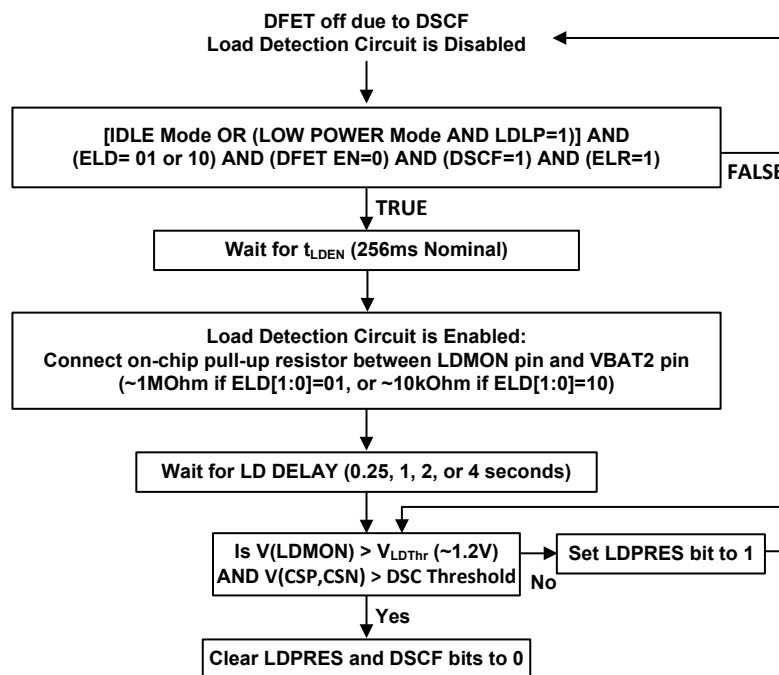 DFET off due to DSCF
Load Detection Circuit is Disabled
[IDLE Mode OR (LOW POWER Mode AND LDLP=1)] AND
(ELD= 01 or 10) AND (DFET EN=0) AND (DSCF=1) AND (ELR=1)
FALSE
TRUE
Wait for tLDEN (256ms Nominal)
Load Detection Circuit is Enabled:
Connect on-chip pull-up resistor between LDMON pin and VBAT2 pin
(~1MOhm if ELD[1:0]=01, or ~10kOhm if ELD[1:0]=10)
Wait for LD DELAY (0.25, 1, 2, or 4 seconds)
Is V(LDMON) > VLDThr (~1.2V)
AND V(CSP,CSN) > DSC Threshold
No
Set LDPRES bit to 1
Yes
Clear LDPRES and DSCF bits to 0